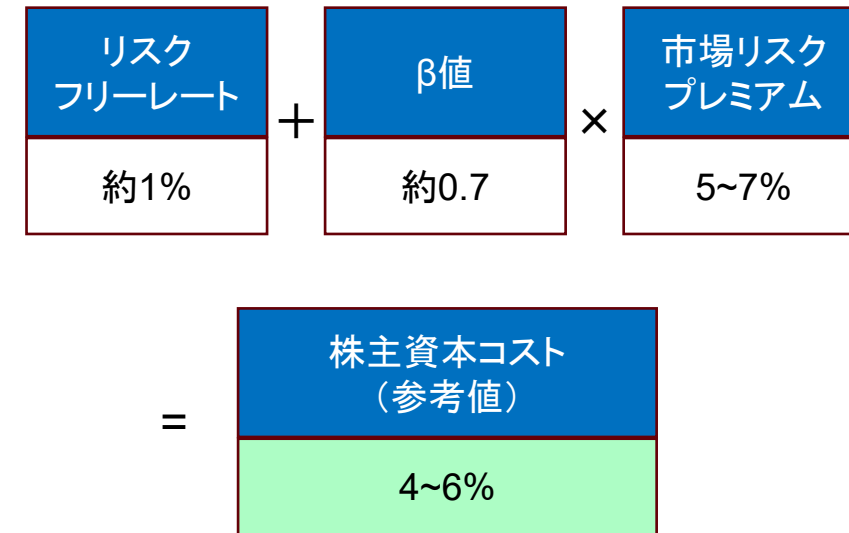 リスク
フリーレート
＋
β値
×
市場リスク
プレミアム
約1%
約0.7
5~7%
=
株主資本コスト
（参考値）
4~6%